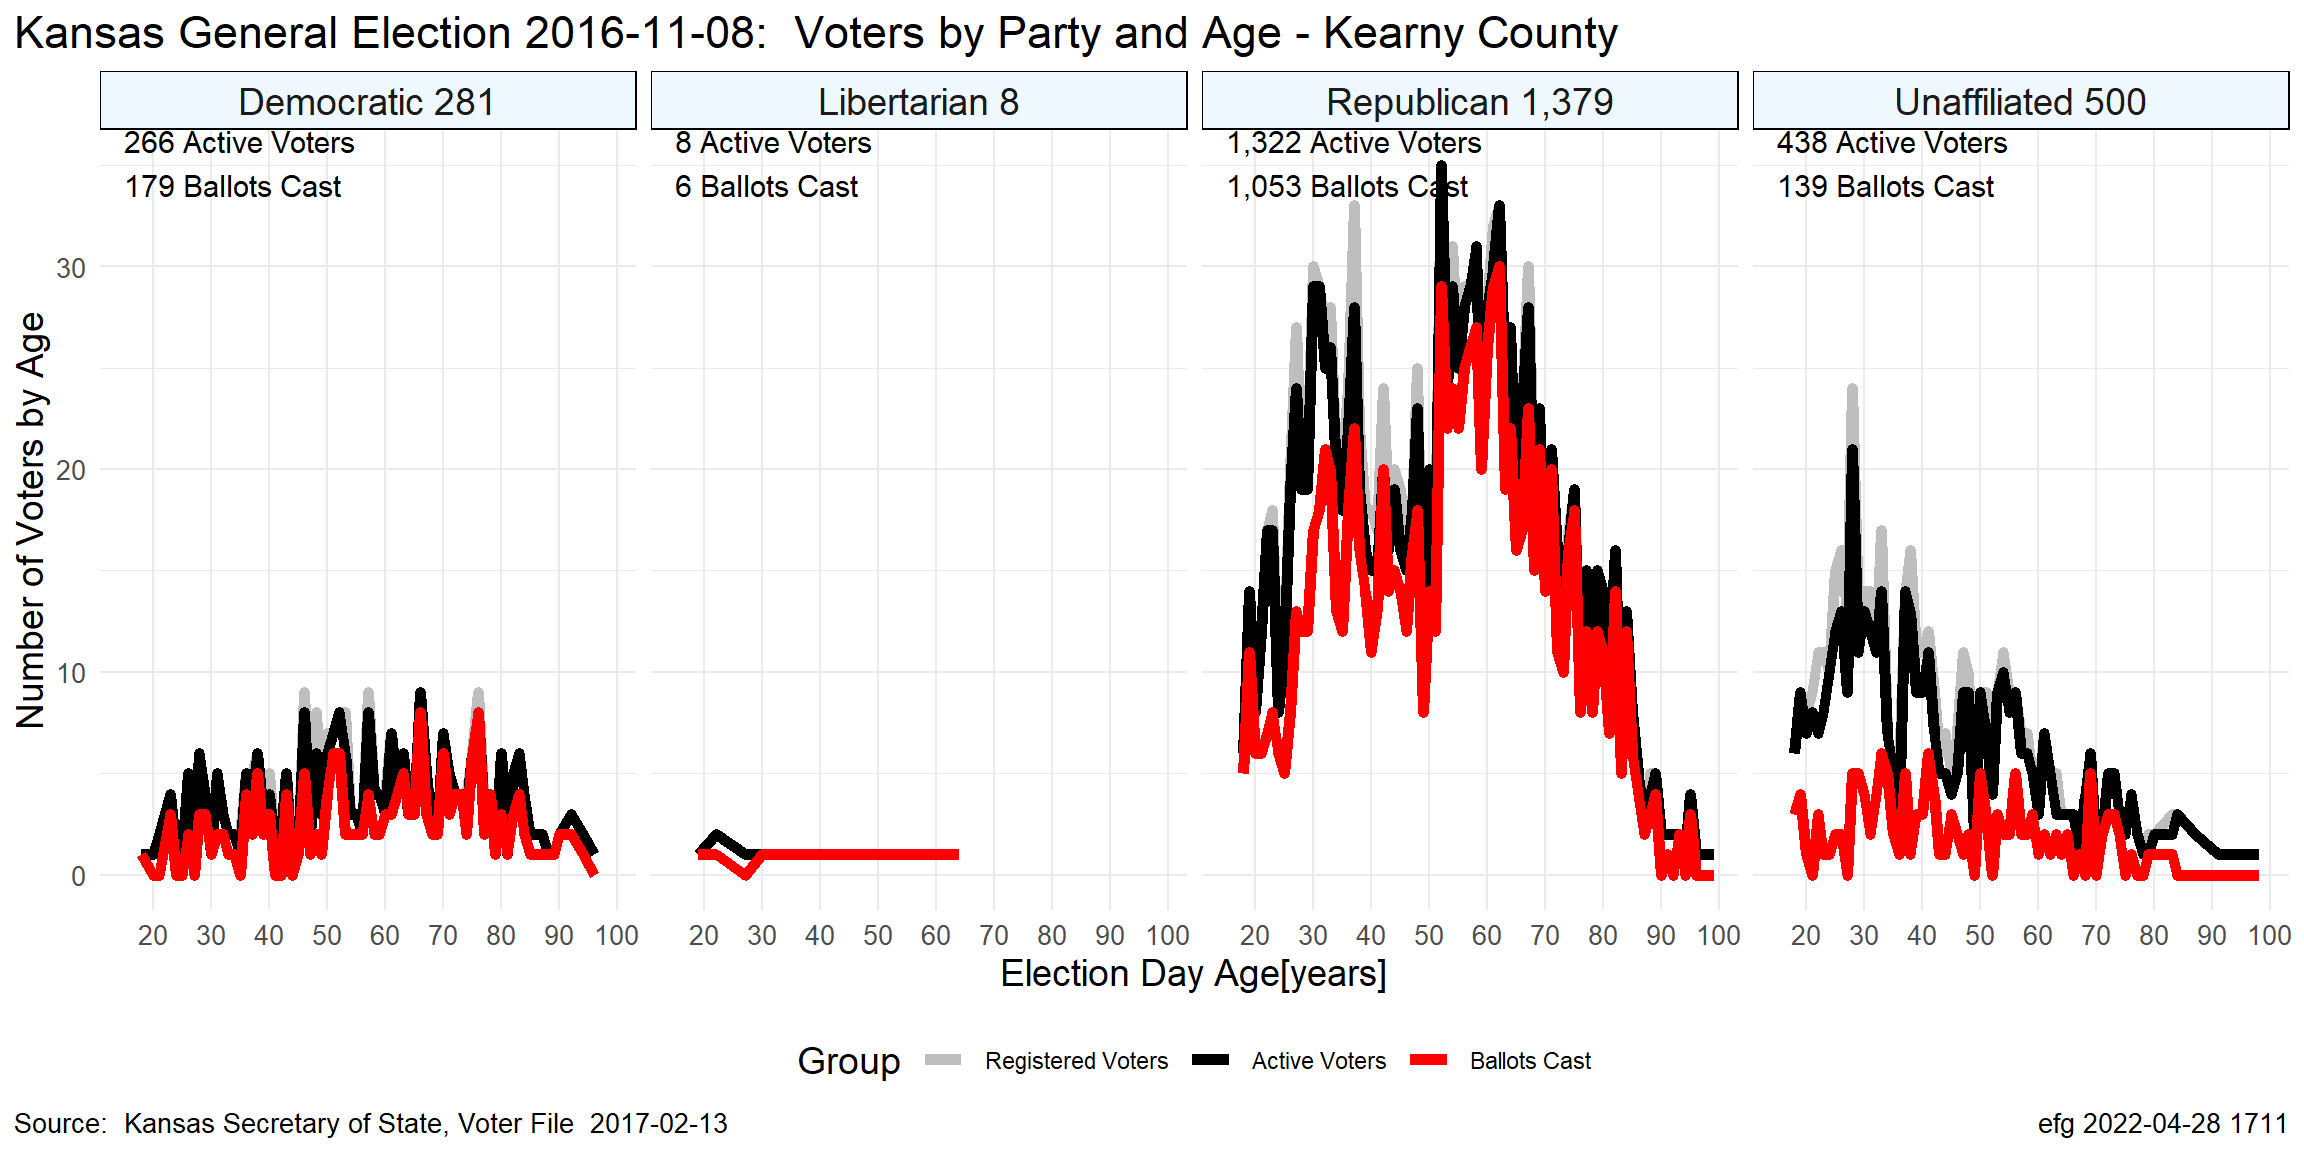 Kansas General Election 2016-11-08:  Voters by Party and Age - Kearny County
Democratic 281
Libertarian 8
Republican 1,379
Unaffiliated 500
266 Active Voters
179 Ballots Cast
8 Active Voters
6 Ballots Cast
1,322 Active Voters
1,053 Ballots Cast
438 Active Voters
139 Ballots Cast
Number of Voters by Age
30
20
10
0
20 30 40 50 60 70 80 90 100
20 30 40 50 60 70 80 90 100
20 30 40 50 60 70 80 90 100
20 30 40 50 60 70 80 90 100
Election Day Age[years]
Group
Registered Voters
Active Voters
Ballots Cast
Source:  Kansas Secretary of State, Voter File  2017-02-13
efg 2022-04-28 1711